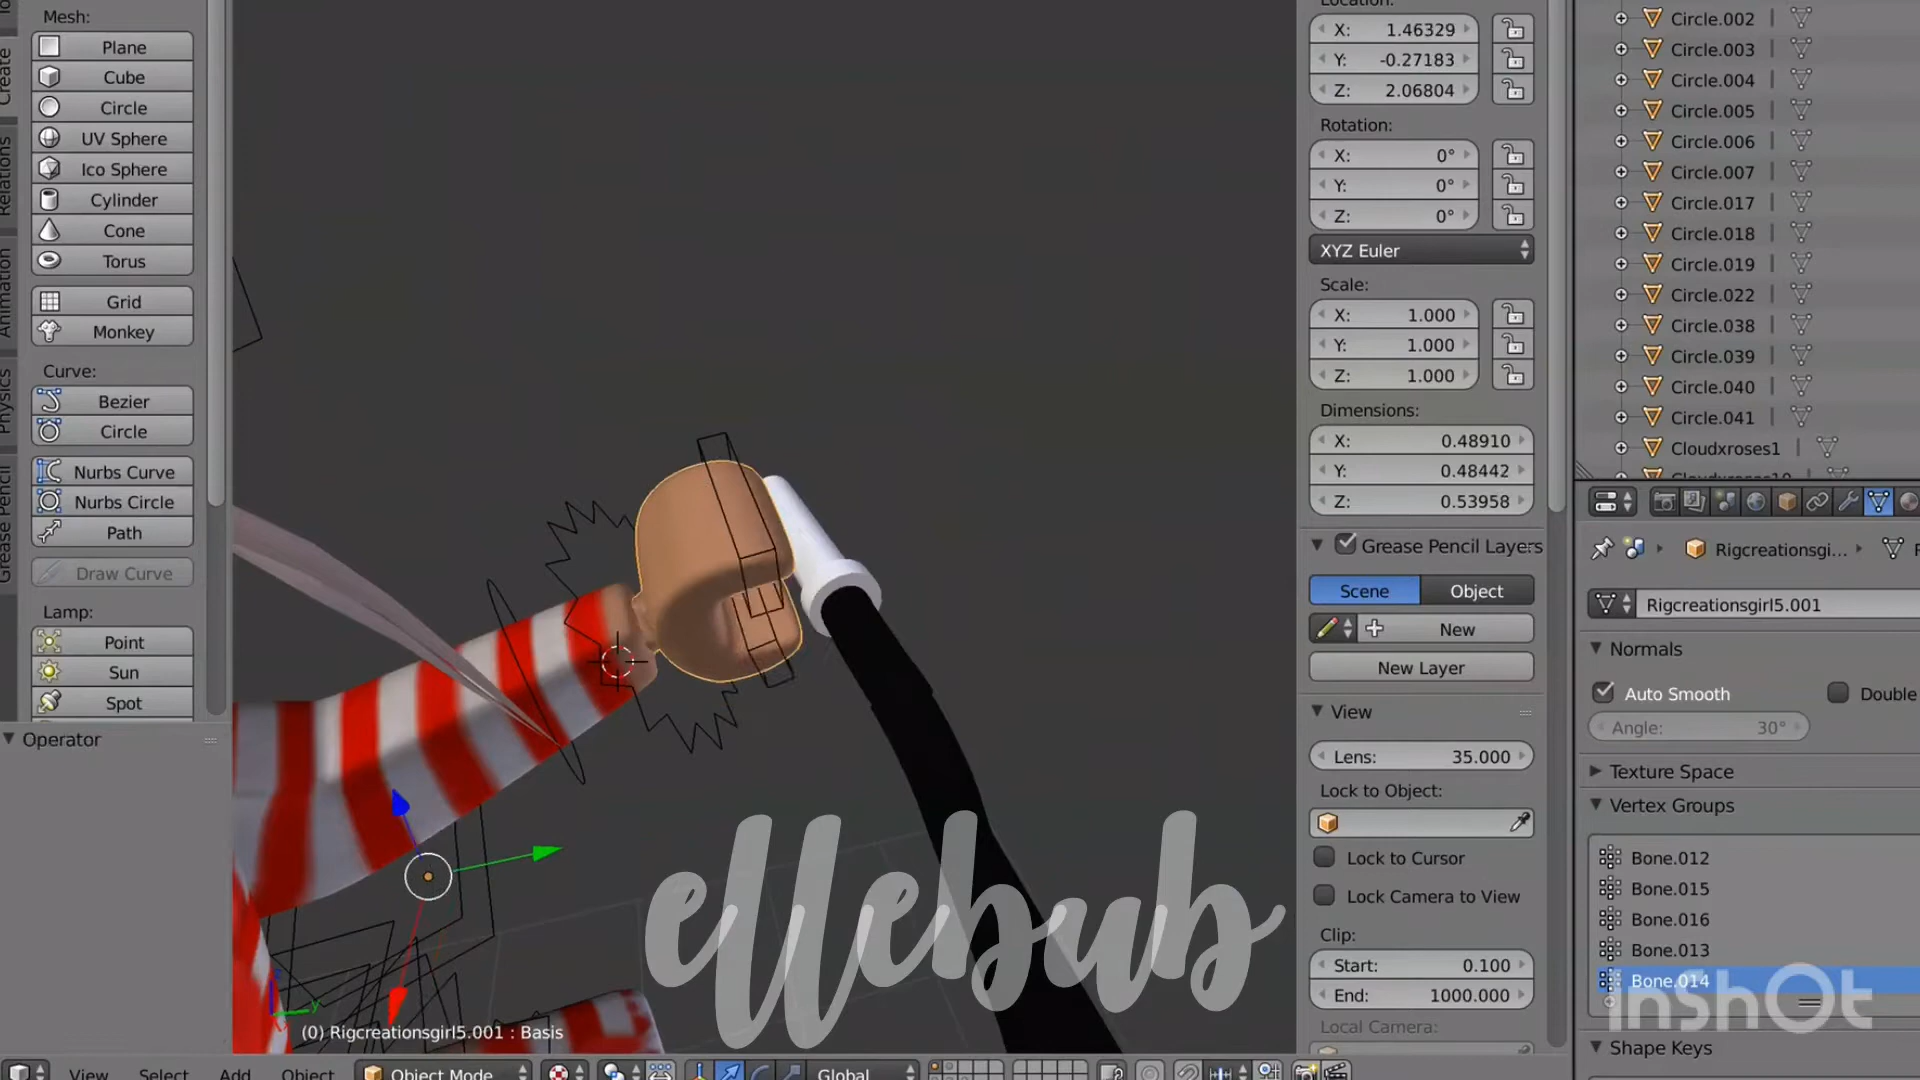 Mesh:
Plane
Cube
Circle
UV Sphere
Ico Sphere
Cylinder
Cone
Torus
Grid
Monkey
Curve:
Bezier
Circle
Nurbs Curve
Nurbs Circle
Path
Draw Curve
Lamp:
Point
Sun
Spot
Operator
Create
Relations
Animation
Physics
Grease Pencil
(0) Rigcreationsgirl5.001 : Basis
ellebub
View Select Add Object Object Mode Global
Location:
X: 1.46329
Y: -0.27183
Z: 2.06804
Rotation:
X: 0°
Y: 0°
Z: 0°
XYZ Euler
Scale:
X: 1.000
Y: 1.000
Z: 1.000
Dimensions:
X: 0.48910
Y: 0.48442
Z: 0.53958
Grease Pencil Layers
Scene Object
New
New Layer
View
Lens: 35.000
Lock to Object:
Lock to Cursor
Lock Camera to View
Clip:
Start: 0.100
End: 1000.000
Local Camera:
Circle.002
Circle.003
Circle.004
Circle.005
Circle.006
Circle.007
Circle.017
Circle.018
Circle.019
Circle.022
Circle.038
Circle.039
Circle.040
Circle.041
Cloudxroses1
Cloudxroses10
Rigcreationsgi...
Rigcreationsgirl5.001
Normals
Auto Smooth Double
Angle: 30°
Texture Space
Vertex Groups
Bone.012
Bone.015
Bone.016
Bone.013
Bone.014
InShOt
Shape Keys